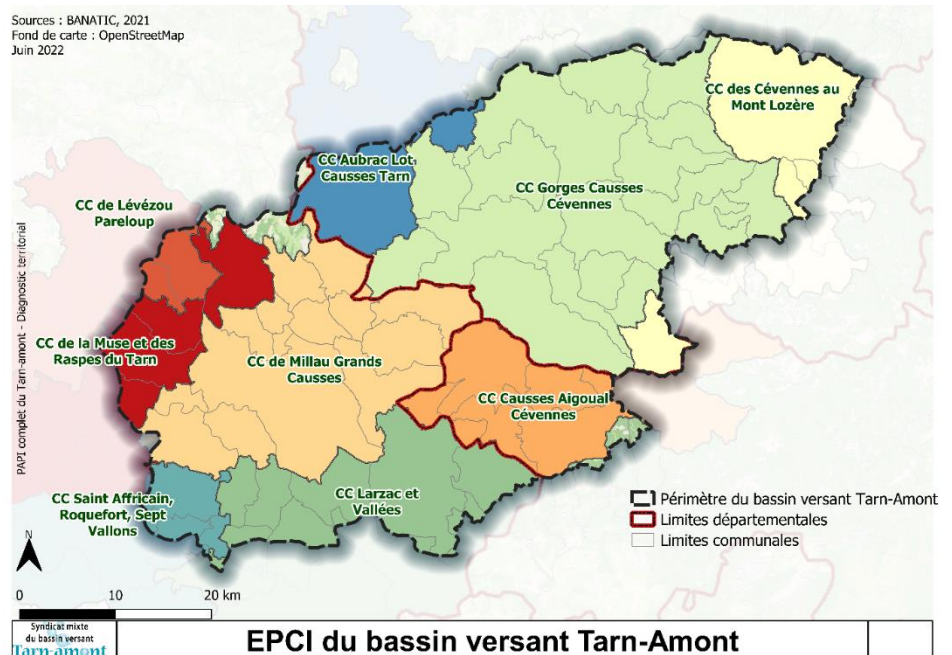 Sources : BANATIC, 2021
Fond de carte : OpenStreetMap
Juin 2022
CC des Cévennes au
Mont Lozère
CC Aubrac Lot
Causses Tarn
CC Gorges Causses
Cévennes
CC de Lévézou
Pareloup
CC de la Muse et des
Raspes du Tarn
CC de Millau Grands
Causses
CC Causses Aigoual
Cévennes
CC Saint Affricain,
Roquefort, Sept
Vallons
CC Larzac et
Vallées
PAPI complet du Tarn-amont - Diagnostic territorial
Périmètre du bassin versant Tarn-Amont
Limites départementales
Limites communales
N
0 10 20 km
Syndicat mixte
du bassin versant
Tarn-amont
EPCI du bassin versant Tarn-Amont